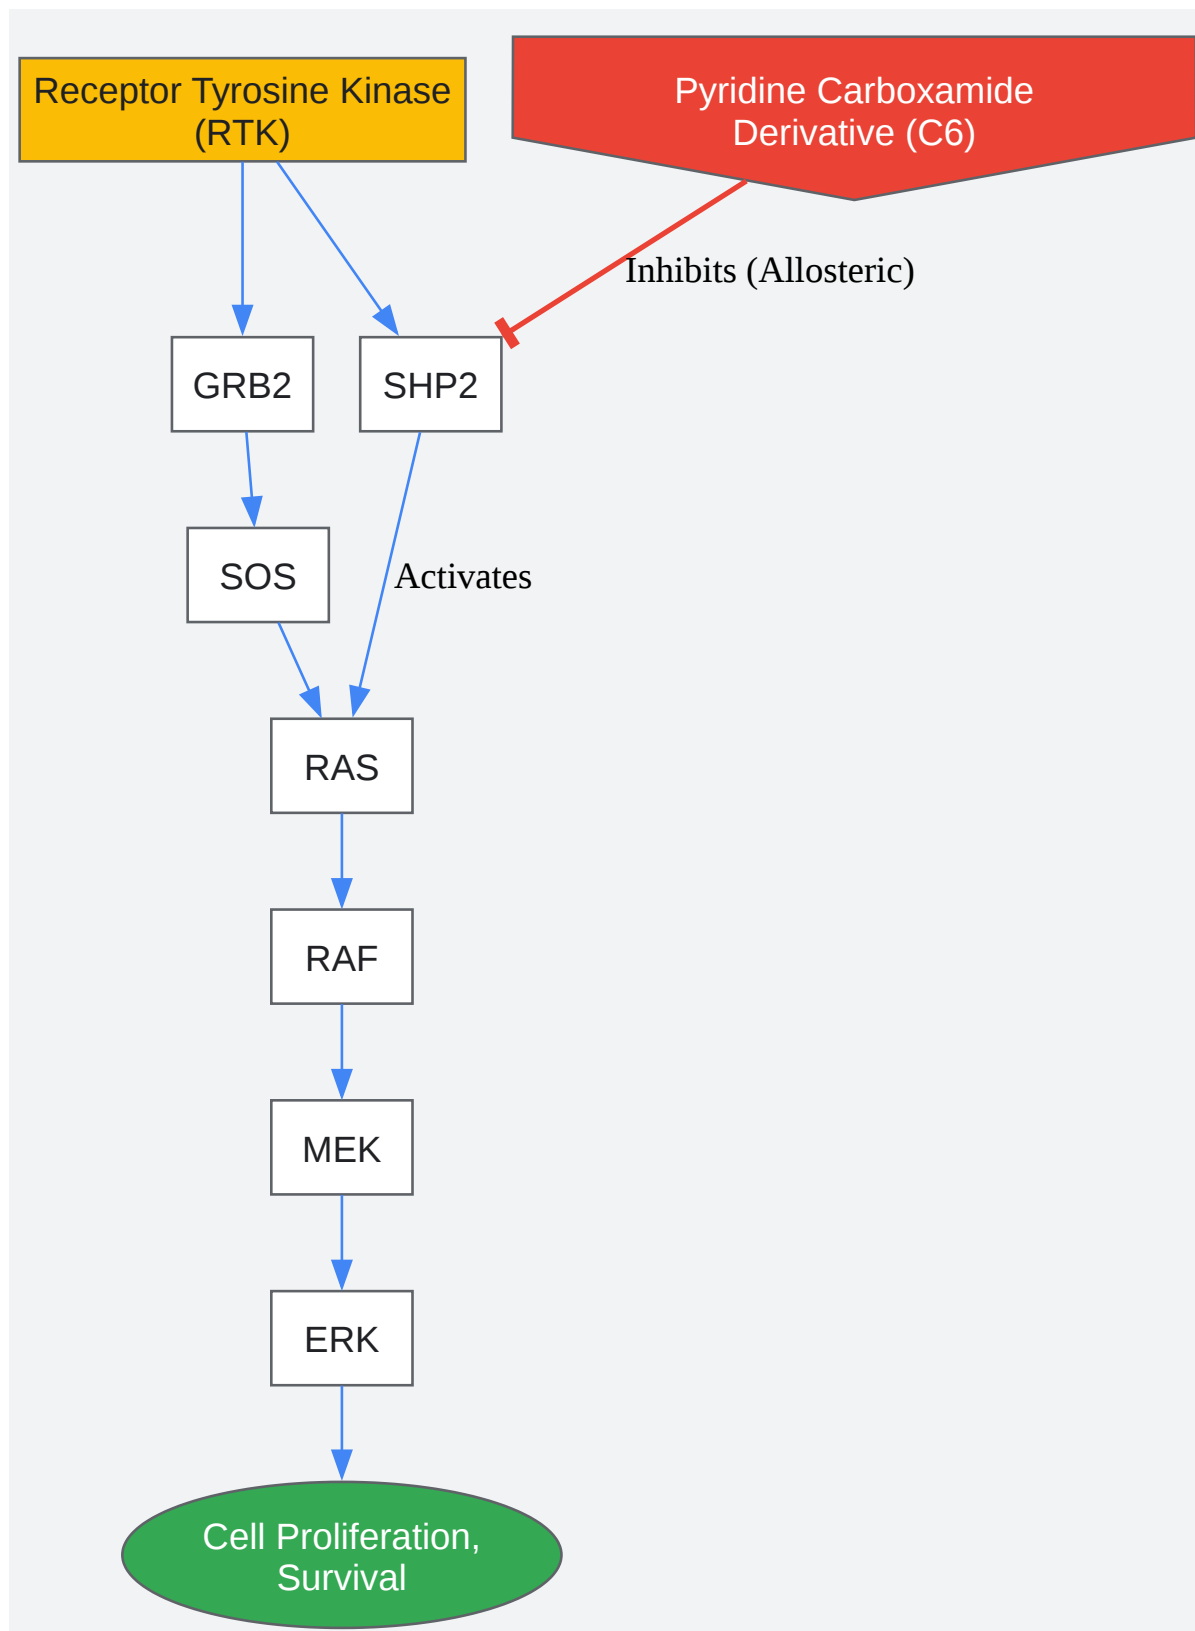 Receptor Tyrosine Kinase
(RTK)
Pyridine Carboxamide
Derivative (C6)
Inhibits (Allosteric)
GRB2
SHP2
SOS
Activates
RAS
RAF
MEK
ERK
Cell Proliferation,
Survival